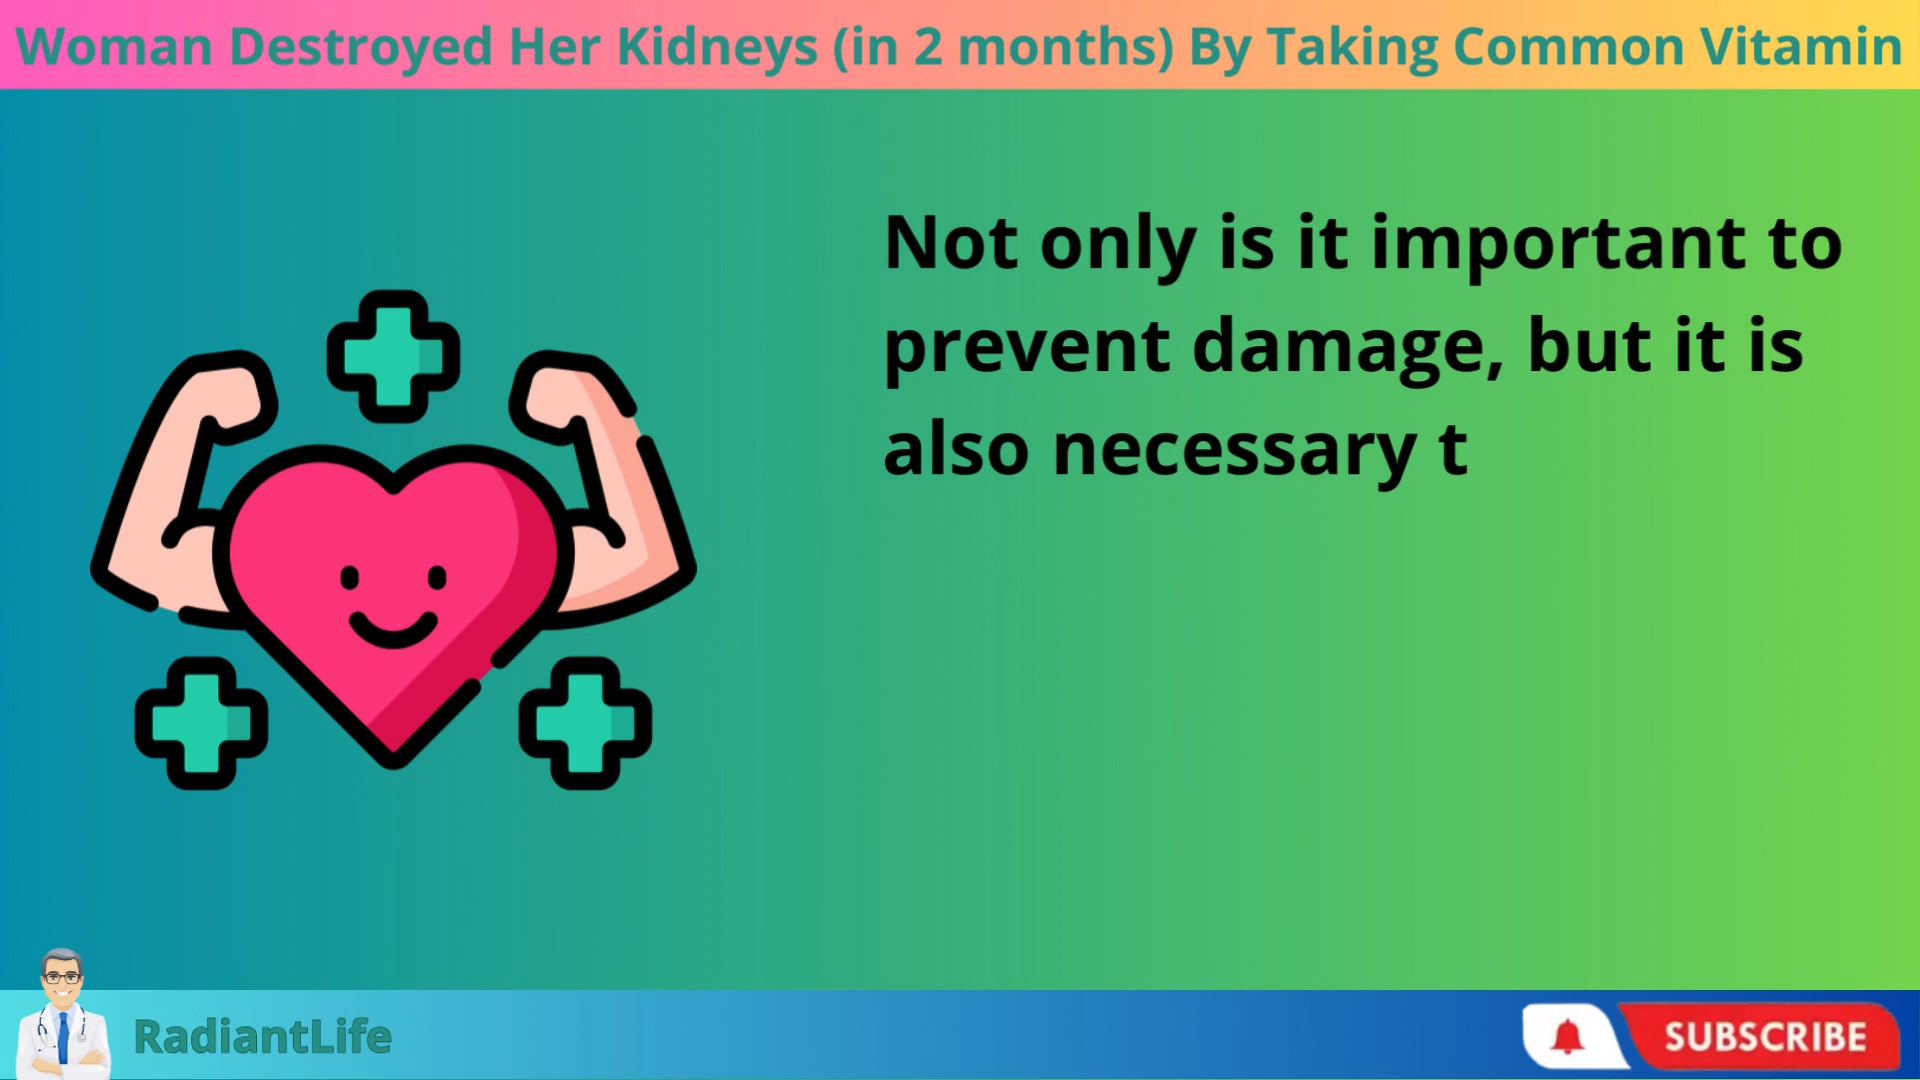 Woman Destroyed Her Kidneys (in 2 months) By Taking Common Vitamin
Not only is it important to
prevent damage, but it is
also necessary t
RadiantLife
SUBSCRIBE